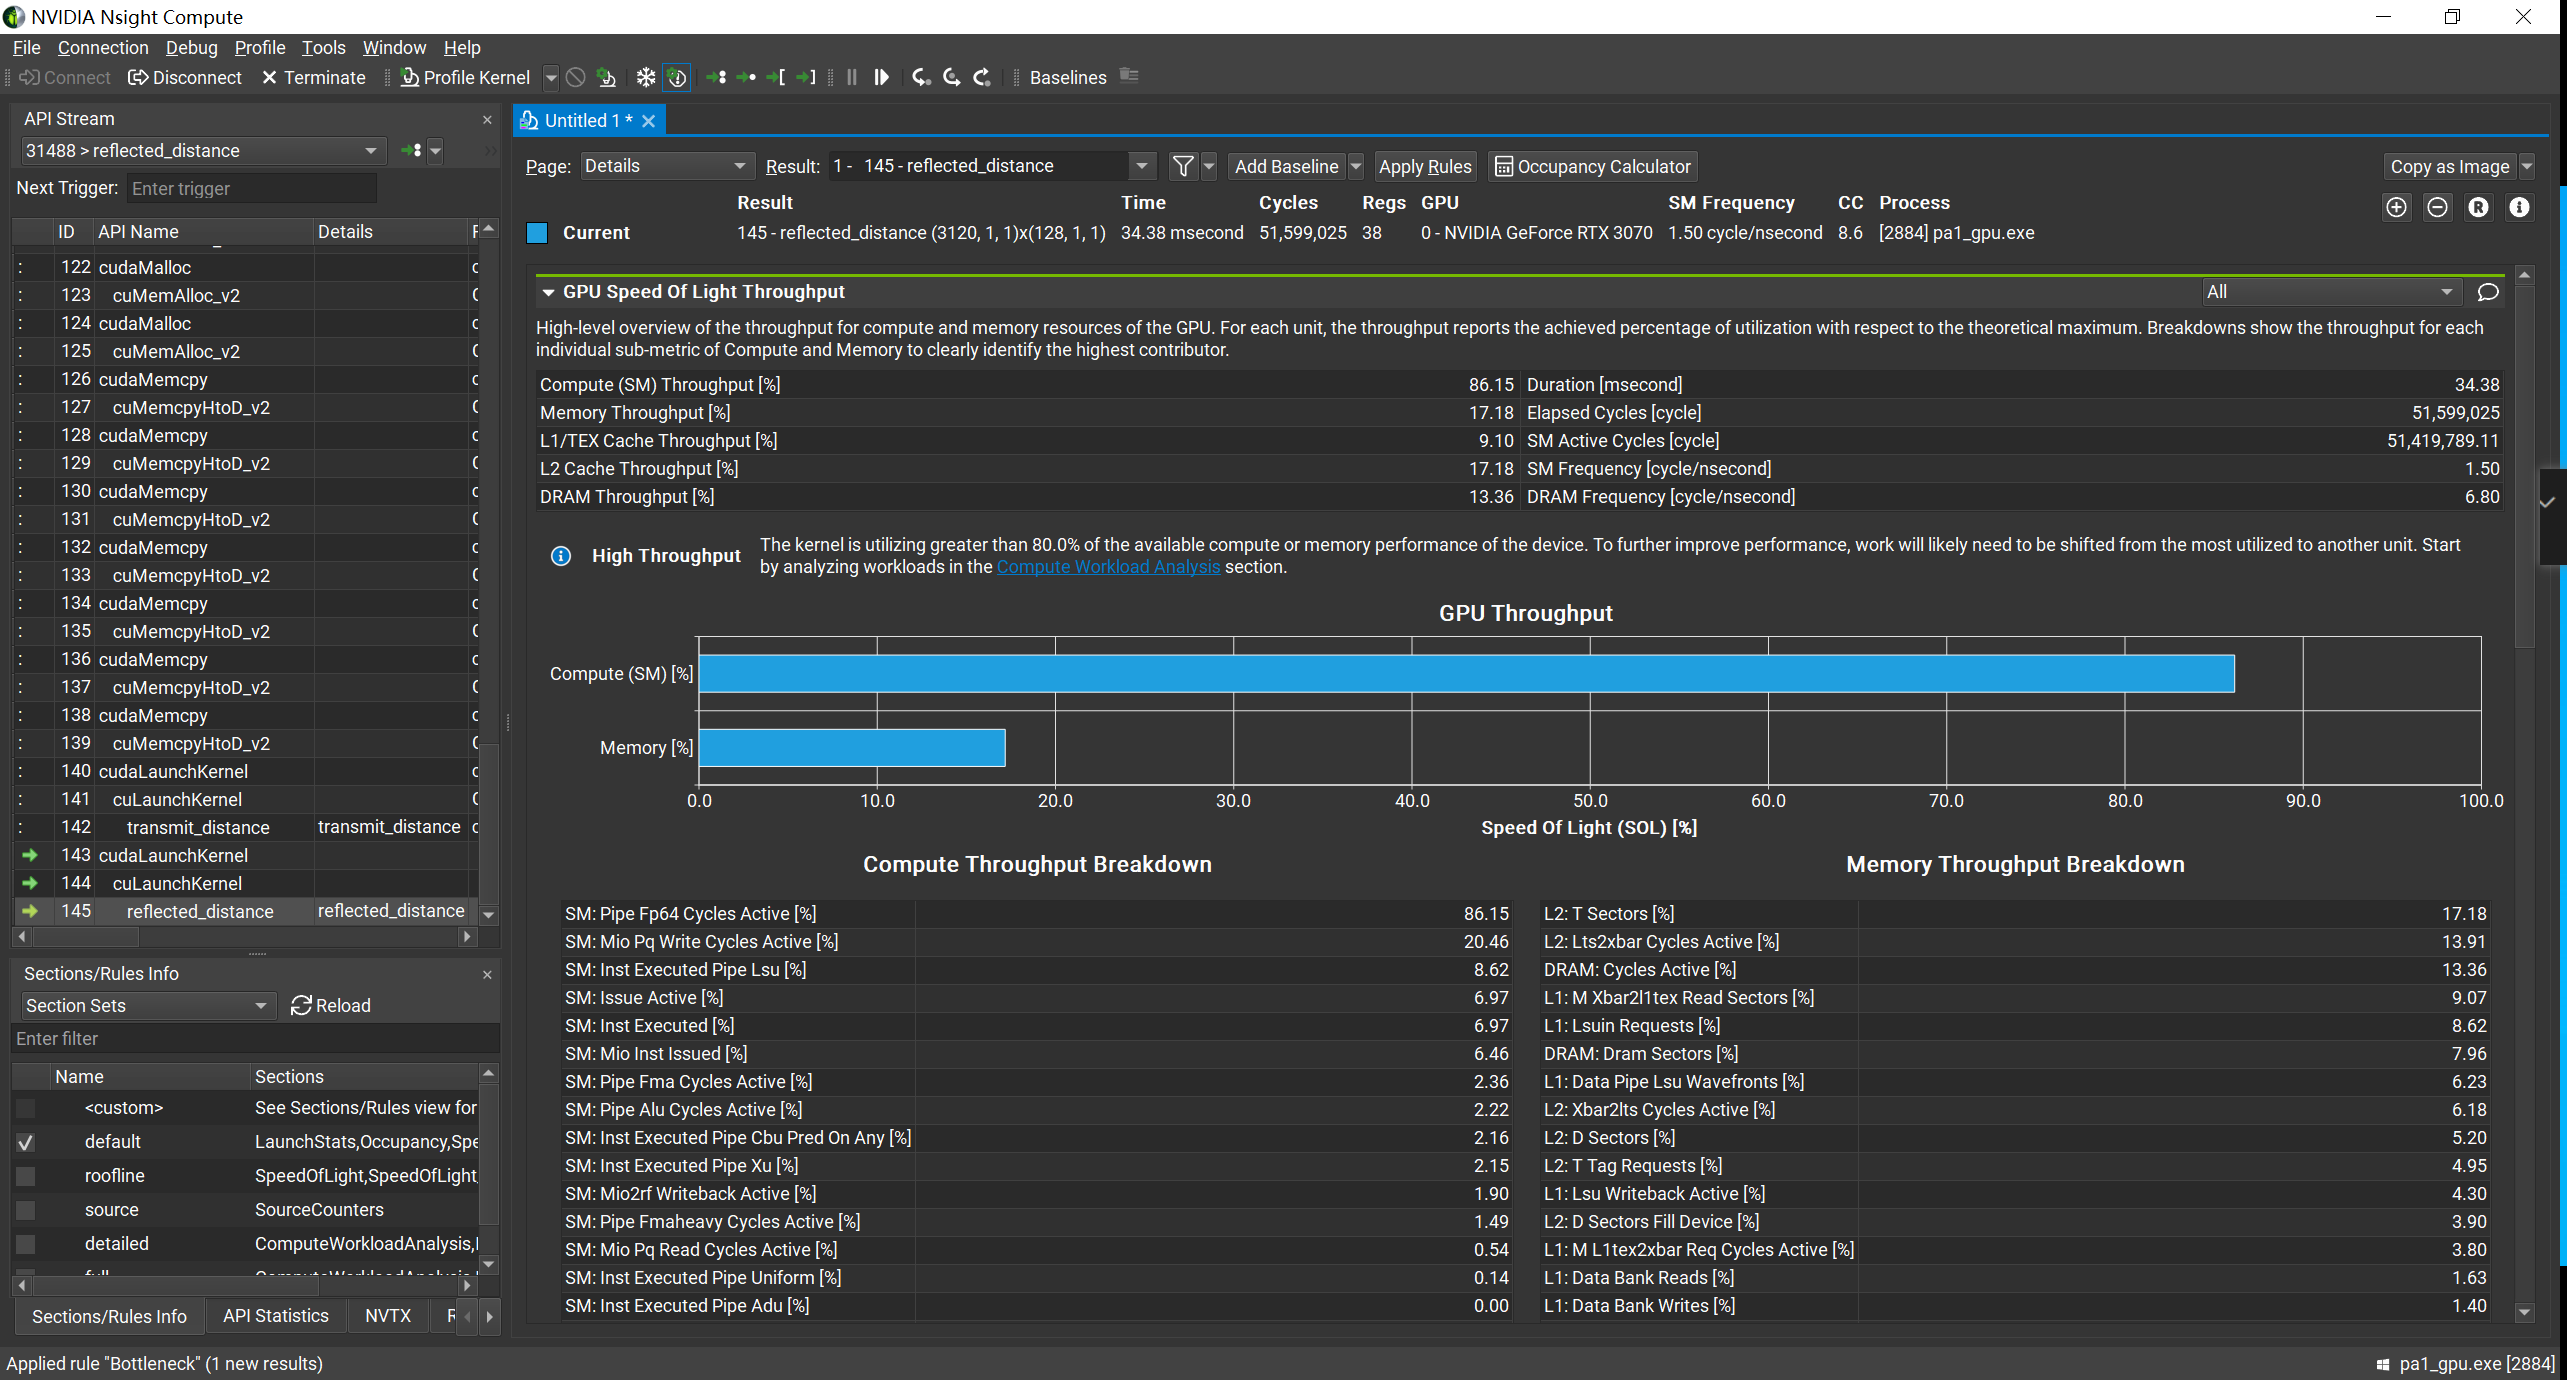 NVIDIA Nsight Compute
File Connection Debug Profile Tools Window Help
Connect Disconnect Terminate Profile Kernel Baselines
API Stream
31488 > reflected_distance
Next Trigger: Enter trigger
ID API Name Details
122 cudaMalloc
123 cuMemAlloc_v2
124 cudaMalloc
125 cuMemAlloc_v2
126 cudaMemcpy
127 cuMemcpyHtoD_v2
128 cudaMemcpy
129 cuMemcpyHtoD_v2
130 cudaMemcpy
131 cuMemcpyHtoD_v2
132 cudaMemcpy
133 cuMemcpyHtoD_v2
134 cudaMemcpy
135 cuMemcpyHtoD_v2
136 cudaMemcpy
137 cuMemcpyHtoD_v2
138 cudaMemcpy
139 cuMemcpyHtoD_v2
140 cudaLaunchKernel
141 cuLaunchKernel
142 transmit_distance transmit_distance
143 cudaLaunchKernel
144 cuLaunchKernel
145 reflected_distance reflected_distance
Sections/Rules Info
Section Sets Reload
Enter filter
Name Sections
<custom> See Sections/Rules view for
default LaunchStats,Occupancy,Spe
roofline SpeedOfLight,SpeedOfLight,
source SourceCounters
detailed ComputeWorkloadAnalysis,
Sections/Rules Info API Statistics NVTX
Untitled 1 *
Page: Details Result: 1 - 145 - reflected_distance Add Baseline Apply Rules Occupancy Calculator Copy as Image
Result Time Cycles Regs GPU SM Frequency CC Process
Current 145 - reflected_distance (3120, 1, 1)x(128, 1, 1) 34.38 msecond 51,599,025 38 0 - NVIDIA GeForce RTX 3070 1.50 cycle/nsecond 8.6 [2884] pa1_gpu.exe
GPU Speed Of Light Throughput All
High-level overview of the throughput for compute and memory resources of the GPU. For each unit, the throughput reports the achieved percentage of utilization with respect to the theoretical maximum. Breakdowns show the throughput for each
individual sub-metric of Compute and Memory to clearly identify the highest contributor.
Compute (SM) Throughput [%] 86.15 Duration [msecond] 34.38
Memory Throughput [%] 17.18 Elapsed Cycles [cycle] 51,599,025
L1/TEX Cache Throughput [%] 9.10 SM Active Cycles [cycle] 51,419,789.11
L2 Cache Throughput [%] 17.18 SM Frequency [cycle/nsecond] 1.50
DRAM Throughput [%] 13.36 DRAM Frequency [cycle/nsecond] 6.80
High Throughput The kernel is utilizing greater than 80.0% of the available compute or memory performance of the device. To further improve performance, work will likely need to be shifted from the most utilized to another unit. Start
by analyzing workloads in the Compute Workload Analysis section.
GPU Throughput
Compute (SM) [%]
Memory [%]
0.0 10.0 20.0 30.0 40.0 50.0 60.0 70.0 80.0 90.0 100.0
Speed Of Light (SOL) [%]
Compute Throughput Breakdown
SM: Pipe Fp64 Cycles Active [%] 86.15
SM: Mio Pq Write Cycles Active [%] 20.46
SM: Inst Executed Pipe Lsu [%] 8.62
SM: Issue Active [%] 6.97
SM: Inst Executed [%] 6.97
SM: Mio Inst Issued [%] 6.46
SM: Pipe Fma Cycles Active [%] 2.36
SM: Pipe Alu Cycles Active [%] 2.22
SM: Inst Executed Pipe Cbu Pred On Any [%] 2.16
SM: Inst Executed Pipe Xu [%] 2.15
SM: Mio2rf Writeback Active [%] 1.90
SM: Pipe Fmaheavy Cycles Active [%] 1.49
SM: Mio Pq Read Cycles Active [%] 0.54
SM: Inst Executed Pipe Uniform [%] 0.14
SM: Inst Executed Pipe Adu [%] 0.00
Memory Throughput Breakdown
L2: T Sectors [%] 17.18
L2: Lts2xbar Cycles Active [%] 13.91
DRAM: Cycles Active [%] 13.36
L1: M Xbar2l1tex Read Sectors [%] 9.07
L1: Lsuin Requests [%] 8.62
DRAM: Dram Sectors [%] 7.96
L1: Data Pipe Lsu Wavefronts [%] 6.23
L2: Xbar2lts Cycles Active [%] 6.18
L2: D Sectors [%] 5.20
L2: T Tag Requests [%] 4.95
L1: Lsu Writeback Active [%] 4.30
L2: D Sectors Fill Device [%] 3.90
L1: M L1tex2xbar Req Cycles Active [%] 3.80
L1: Data Bank Reads [%] 1.63
L1: Data Bank Writes [%] 1.40
Applied rule "Bottleneck" (1 new results) pa1_gpu.exe [2884]